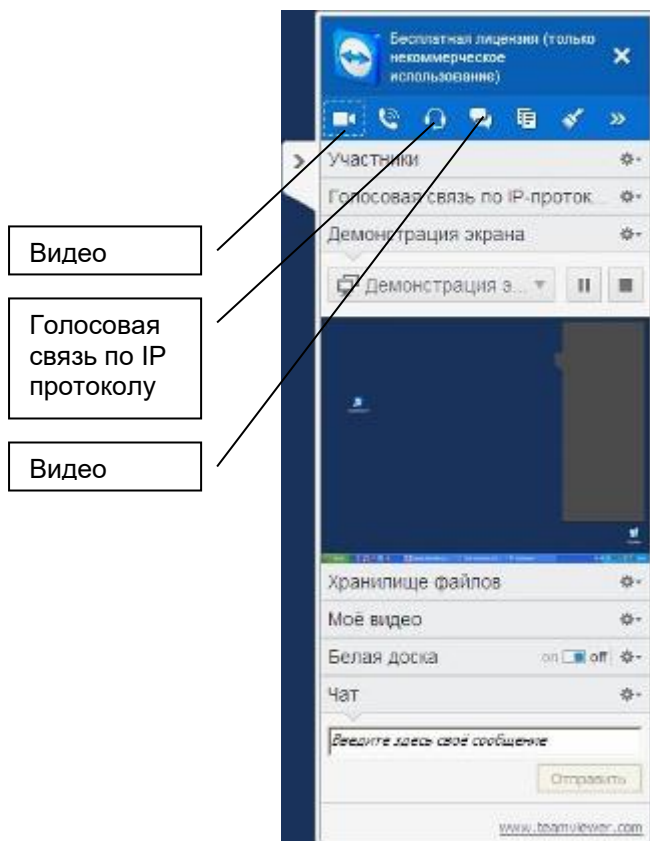 Бесплатная лицензия (только
некоммерческое
использование)
Участники
Голосовая связь по IP-проток...
Демонстрация экрана
Демонстрация э...
Видео
Голосовая
связь по IP
протоколу
Видео
Хранилище файлов
Моё видео
Белая доска on off
Чат
Введите здесь своё сообщение
Отправить
www.teamviewer.com